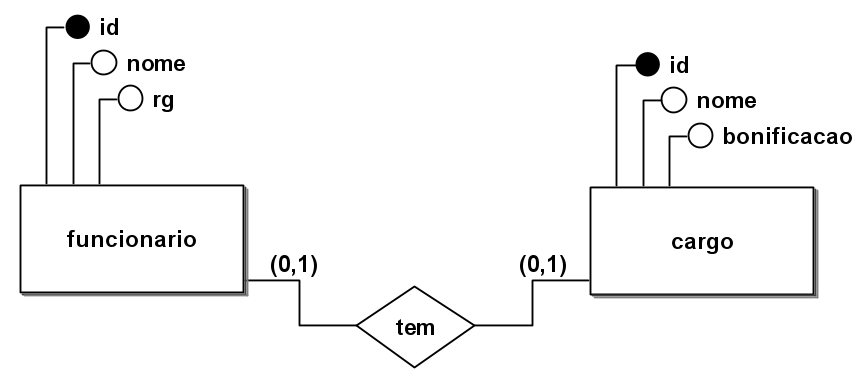 id
nome
rg
funcionario
(0,1)
tem
(0,1)
id
nome
bonificacao
cargo